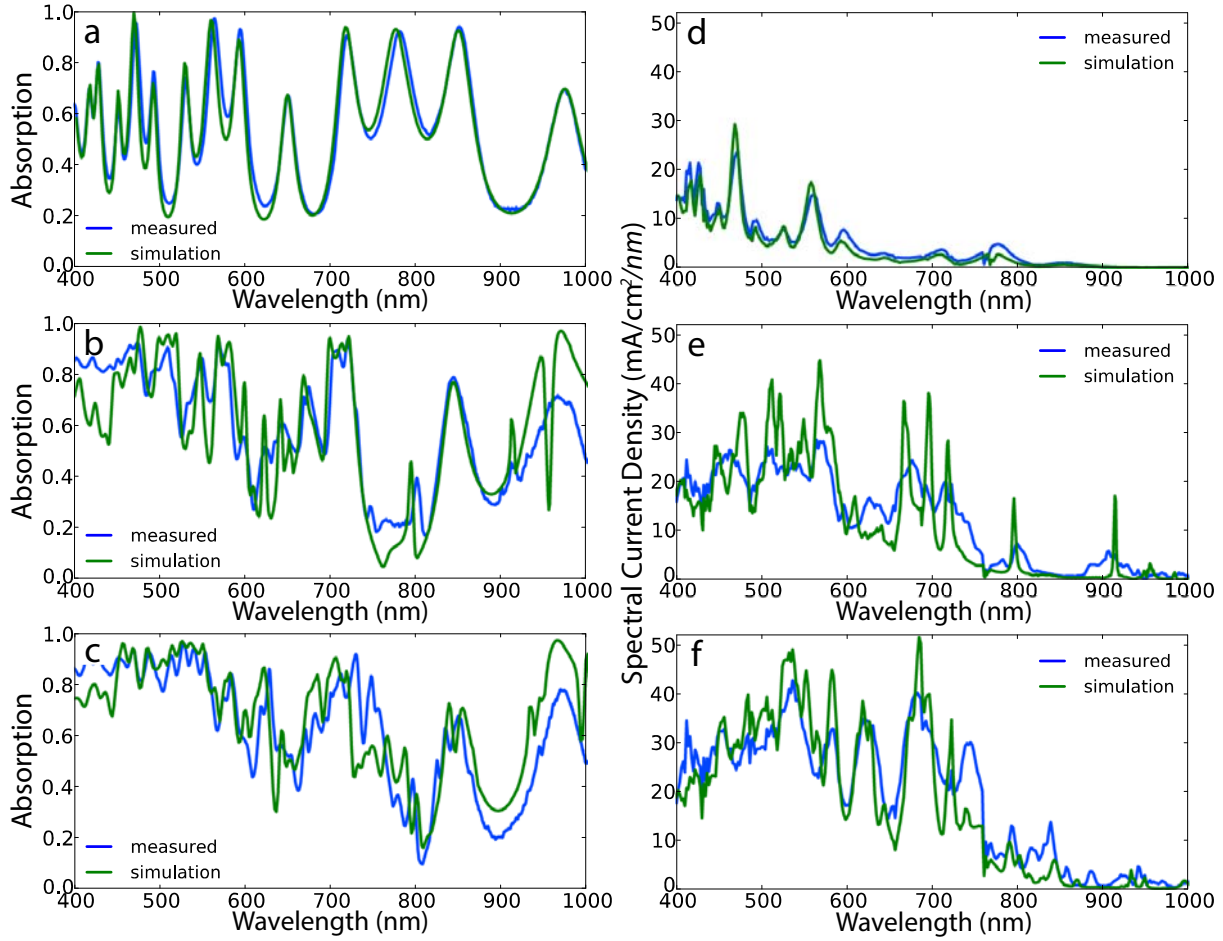 a
1.0
0.8
0.6
0.4
0.2
0.0
Absorption
measured
simulation
400 500 600 700 800 900 1000
Wavelength (nm)
b
1.0
0.8
0.6
0.4
0.2
0.0
Absorption
measured
simulation
400 500 600 700 800 900 1000
Wavelength (nm)
c
1.0
0.8
0.6
0.4
0.2
0.0
Absorption
measured
simulation
400 500 600 700 800 900 1000
Wavelength (nm)
Spectral Current Density (mA/cm²/nm)
d
50
40
30
20
10
0
measured
simulation
400 500 600 700 800 900 1000
Wavelength (nm)
e
50
40
30
20
10
0
measured
simulation
400 500 600 700 800 900 1000
Wavelength (nm)
f
50
40
30
20
10
0
measured
simulation
400 500 600 700 800 900 1000
Wavelength (nm)